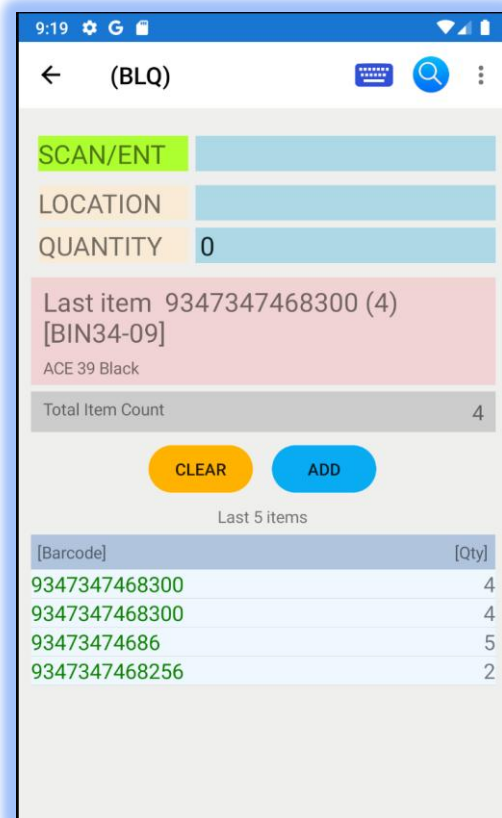 9:19 G
(BLQ)
SCAN/ENT
LOCATION
QUANTITY 0
Last item 9347347468300 (4)
[BIN34-09]
ACE 39 Black
Total Item Count 4
CLEAR ADD
Last 5 items
[Barcode] [Qty]
9347347468300 4
9347347468300 4
93473474686 5
9347347468256 2